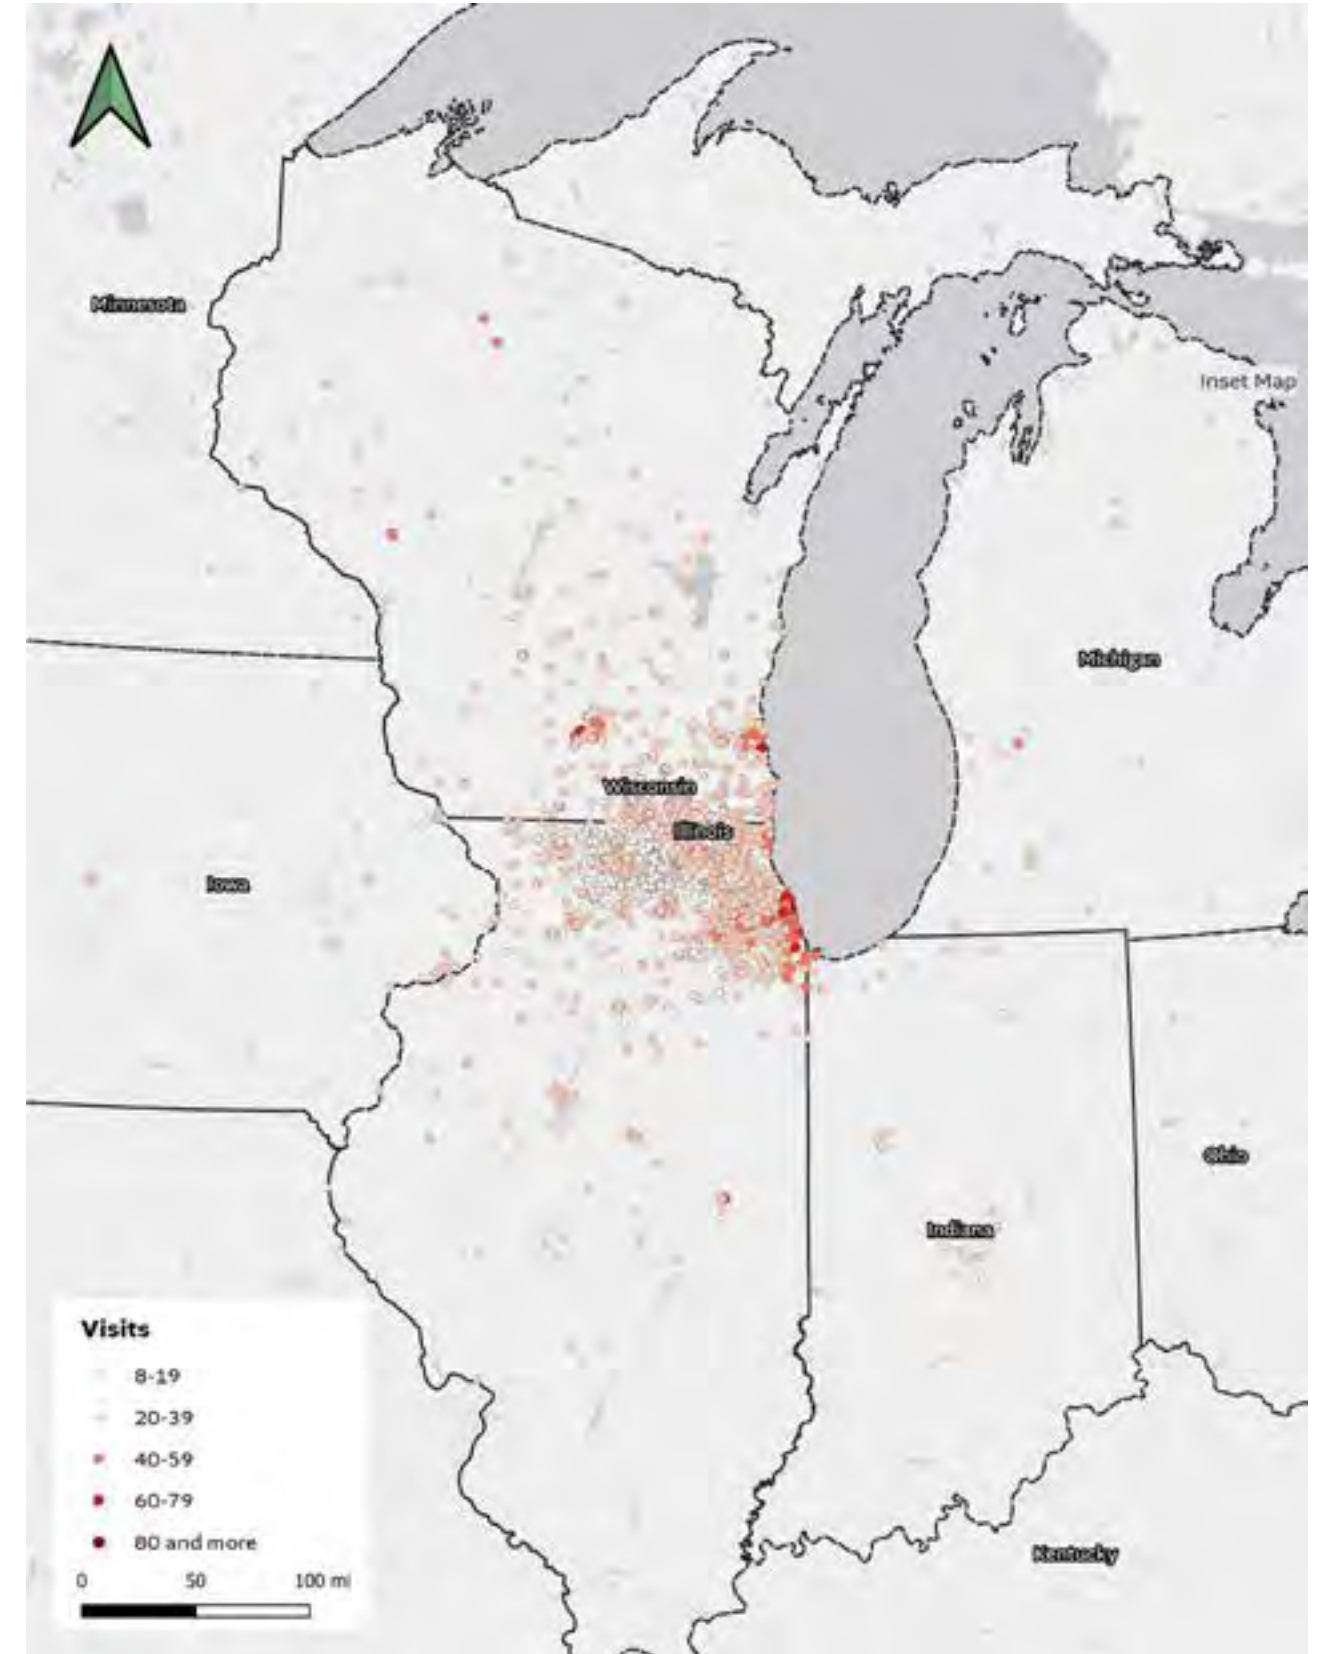 Minnesota
Inset Map
Michigan
Wisconsin
Illinois
Iowa
Ohio
Indiana
Visits
8-19
20-39
40-59
60-79
80 and more
0 50 100 mi
Kentucky